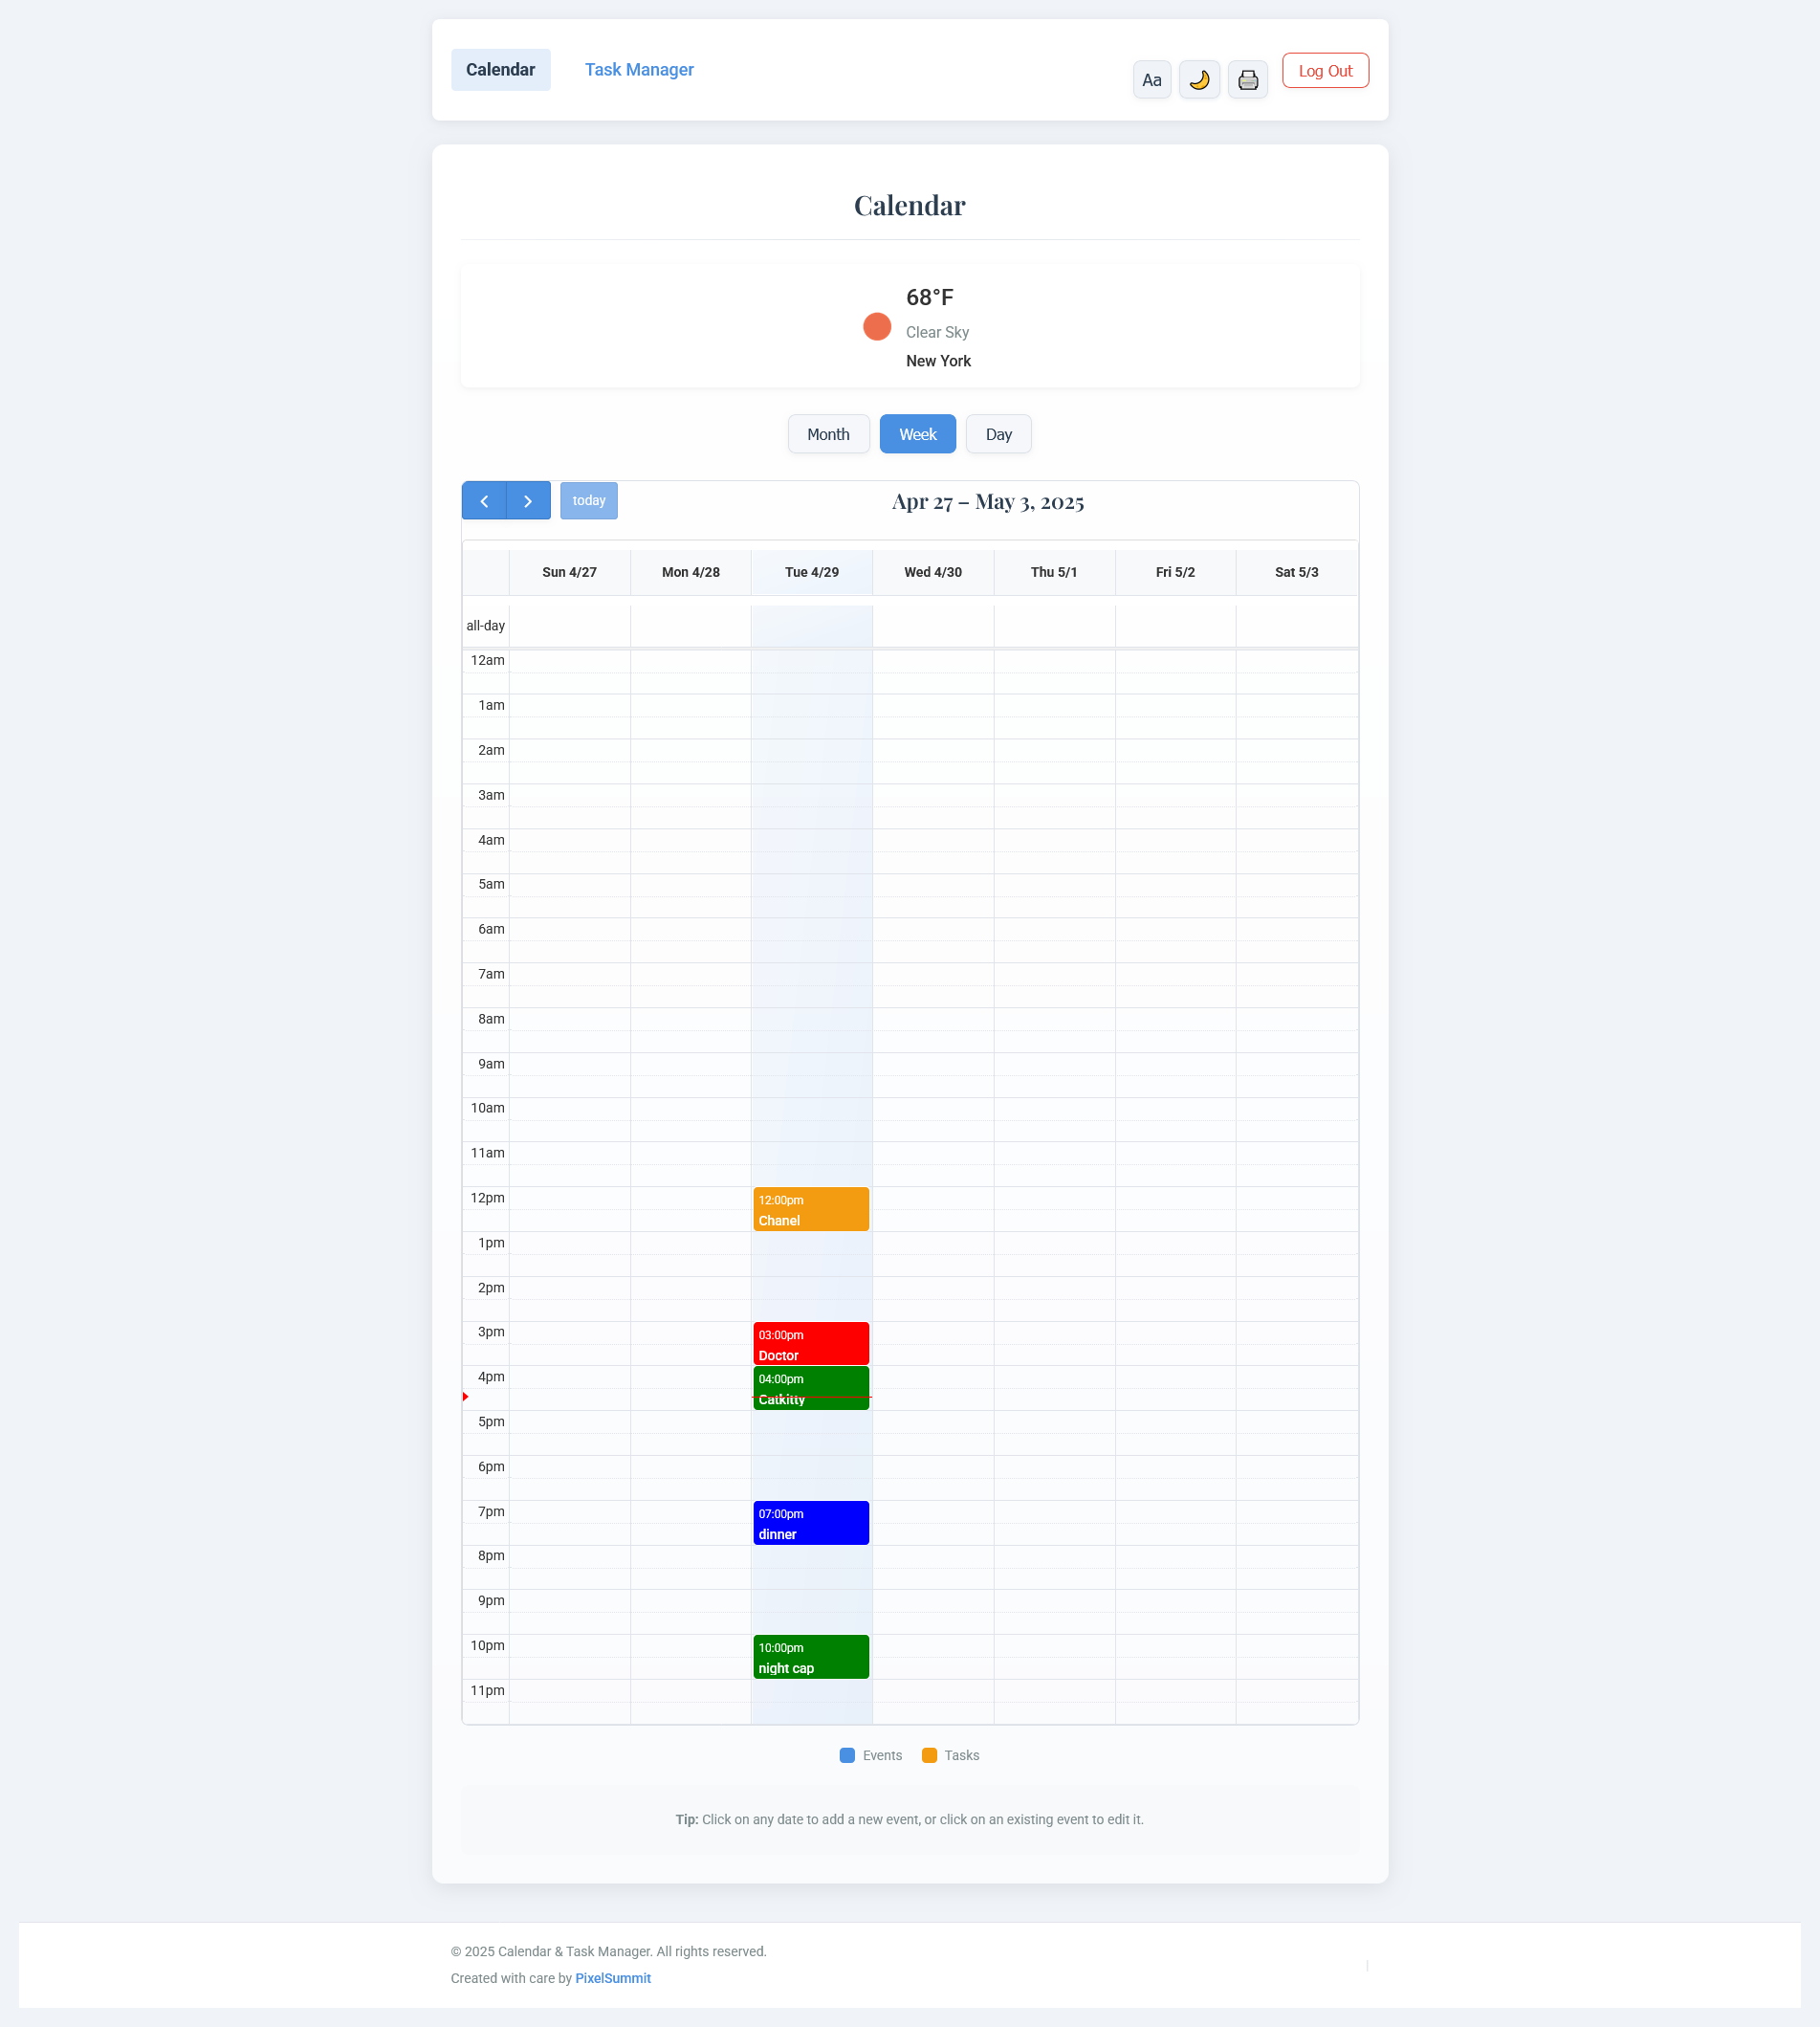 Calendar
Task Manager
Aa
Log Out
Calendar
68°F
Clear Sky
New York
Month
Week
Day
today
Apr 27 – May 3, 2025
Sun 4/27
Mon 4/28
Tue 4/29
Wed 4/30
Thu 5/1
Fri 5/2
Sat 5/3
all-day
12am
1am
2am
3am
4am
5am
6am
7am
8am
9am
10am
11am
12pm
12:00pm
Chanel
1pm
2pm
3pm
03:00pm
Doctor
4pm
04:00pm
Catkitty
5pm
6pm
7pm
07:00pm
dinner
8pm
9pm
10pm
10:00pm
night cap
11pm
Events
Tasks
Tip: Click on any date to add a new event, or click on an existing event to edit it.
© 2025 Calendar & Task Manager. All rights reserved.
Created with care by PixelSummit